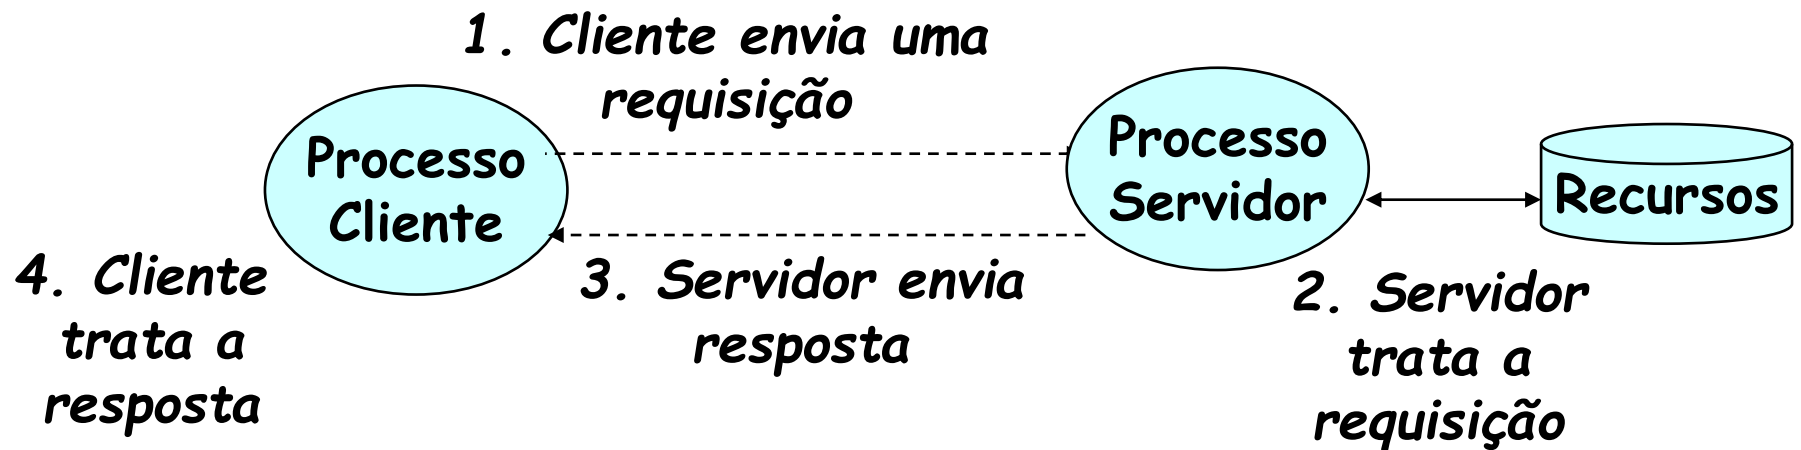 1. Cliente envia uma
requisição
Processo
Cliente
Processo
Servidor
Recursos
2. Servidor
trata a
requisição
3. Servidor envia
resposta
4. Cliente
trata a
resposta